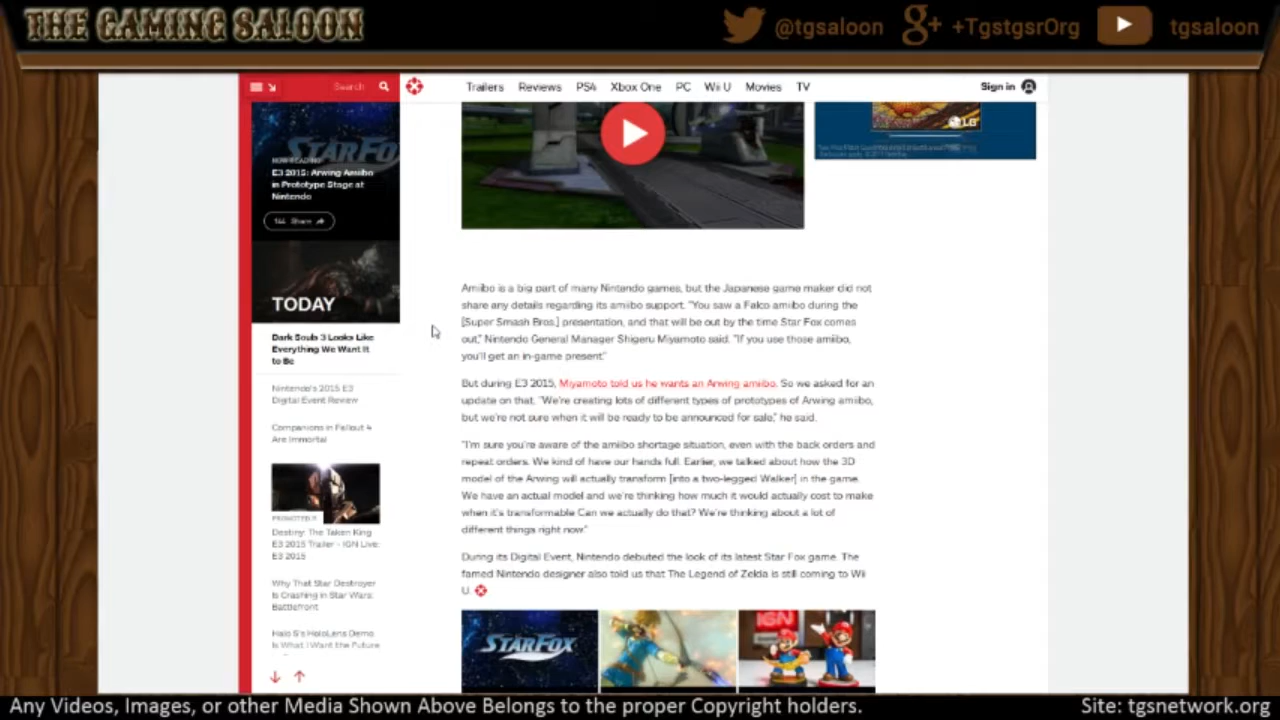 THE GAMING SALOON
@tgsaloon
+TgstgsrOrg
tgsaloon
Search
Trailers Reviews PS4 Xbox One PC Wii U Movies TV
Sign in
STARFO
NOW READING
E3 2015: Arwing Amiibo
in Prototype Stage at
Nintendo
144 Share
TODAY
Dark Souls 3 Looks Like
Everything We Want It
to Be
Nintendo's 2015 E3
Digital Event Review
Companions in Fallout 4
Are Immortal
PROMOTED
Destiny: The Taken King
E3 2015 Trailer - IGN Live:
E3 2015
Why That Star Destroyer
Is Crashing in Star Wars:
Battlefront
Halo 5's HoloLens Demo
Is What I Want the Future
LG
Amiibo is a big part of many Nintendo games, but the Japanese game maker did not
share any details regarding its amiibo support. "You saw a Falco amiibo during the
[Super Smash Bros.] presentation, and that will be out by the time Star Fox comes
out," Nintendo General Manager Shigeru Miyamoto said. "If you use those amiibo,
you'll get an in-game present."
But during E3 2015, Miyamoto told us he wants an Arwing amiibo. So we asked for an
update on that. "We're creating lots of different types of prototypes of Arwing amiibo,
but we're not sure when it will be ready to be announced for sale," he said.
"I'm sure you're aware of the amiibo shortage situation, even with the back orders and
repeat orders. We kind of have our hands full. Earlier, we talked about how the 3D
model of the Arwing will actually transform [into a two-legged Walker] in the game.
We have an actual model and we're thinking how much it would actually cost to make
when it's transformable Can we actually do that? We're thinking about a lot of
different things right now."
During its Digital Event, Nintendo debuted the look of its latest Star Fox game. The
famed Nintendo designer also told us that The Legend of Zelda is still coming to Wii
U.
STARFOX
IGN
Any Videos, Images, or other Media Shown Above Belongs to the proper Copyright holders.
Site: tgsnetwork.org